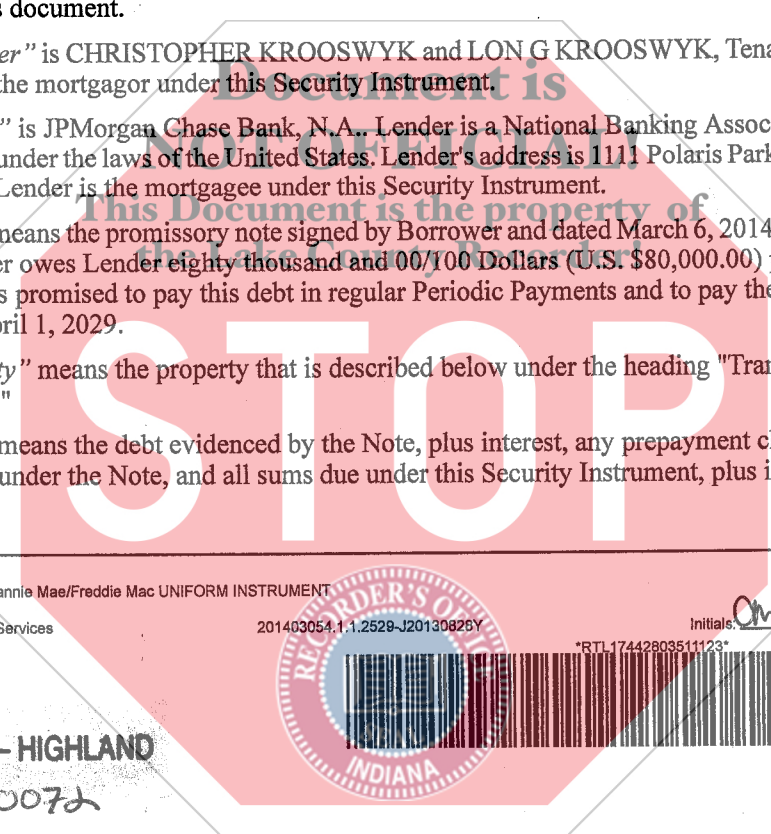 s document.
er" is CHRISTOPHER KROOSWYK and LON G KROOSWYK, Tena
the mortgagor under this Security Instrument.
Document is
" is JPMorgan Chase Bank, N.A.. Lender is a National Banking Assoc
NOT OFFICIAL!
under the laws of the United States. Lender's address is 1111 Polaris Park
Lender is the mortgagee under this Security Instrument.
This Document is the property of
means the promissory note signed by Borrower and dated March 6, 2014
the Lake County Recorder!
er owes Lender eighty thousand and 00/100 Dollars (U.S. $80,000.00)
s promised to pay this debt in regular Periodic Payments and to pay the
ril 1, 2029.
ty" means the property that is described below under the heading "Tran
"
STOP
means the debt evidenced by the Note, plus interest, any prepayment c
under the Note, and all sums due under this Security Instrument, plus i
annie Mae/Freddie Mac UNIFORM INSTRUMENT
Services
201403054.1.1.2529-J20130828Y
Initials:
*RTL17442803511123*
RECORDER'S OFFICE
SEAL
INDIANA
– HIGHLAND
0072